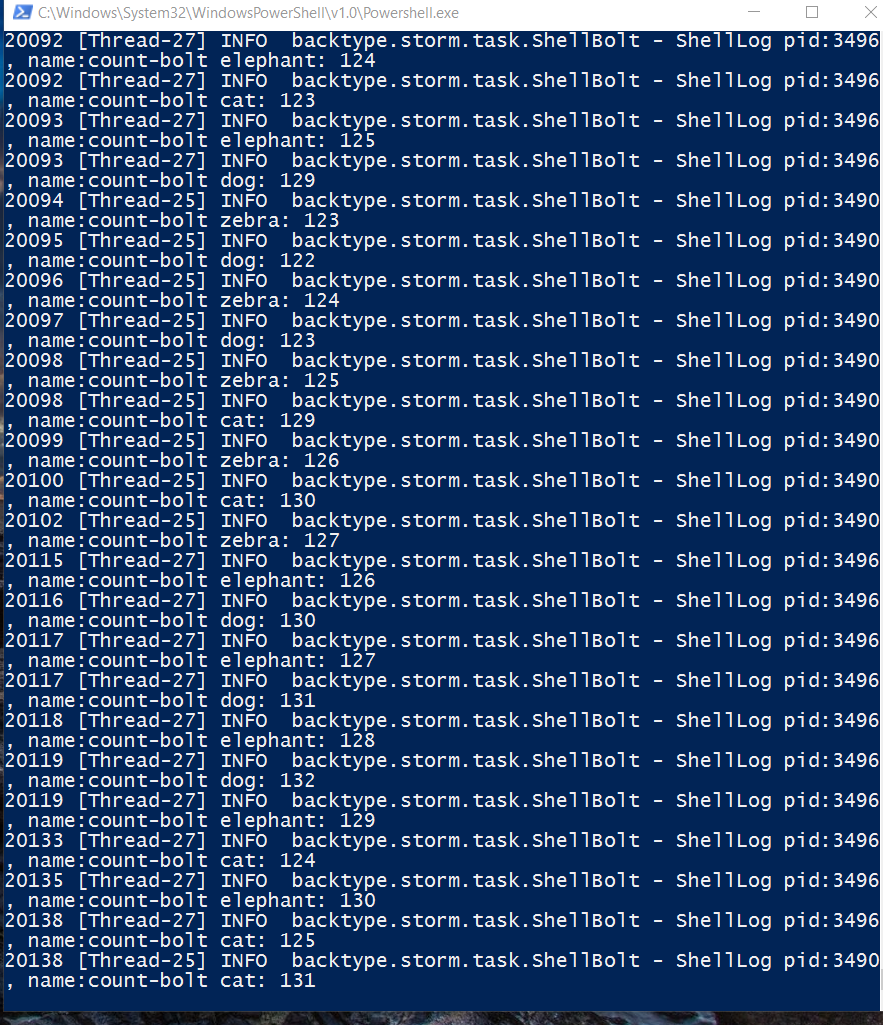 C:\Windows\System32\WindowsPowerShell\v1.0\Powershell.exe
20092 [Thread-27] INFO  backtype.storm.task.ShellBolt - ShellLog pid:3496
, name:count-bolt elephant: 124
20092 [Thread-27] INFO  backtype.storm.task.ShellBolt - ShellLog pid:3496
, name:count-bolt cat: 123
20093 [Thread-27] INFO  backtype.storm.task.ShellBolt - ShellLog pid:3496
, name:count-bolt elephant: 125
20093 [Thread-27] INFO  backtype.storm.task.ShellBolt - ShellLog pid:3496
, name:count-bolt dog: 129
20094 [Thread-25] INFO  backtype.storm.task.ShellBolt - ShellLog pid:3490
, name:count-bolt zebra: 123
20095 [Thread-25] INFO  backtype.storm.task.ShellBolt - ShellLog pid:3490
, name:count-bolt dog: 122
20096 [Thread-25] INFO  backtype.storm.task.ShellBolt - ShellLog pid:3490
, name:count-bolt zebra: 124
20097 [Thread-25] INFO  backtype.storm.task.ShellBolt - ShellLog pid:3490
, name:count-bolt dog: 123
20098 [Thread-25] INFO  backtype.storm.task.ShellBolt - ShellLog pid:3490
, name:count-bolt zebra: 125
20098 [Thread-25] INFO  backtype.storm.task.ShellBolt - ShellLog pid:3490
, name:count-bolt cat: 129
20099 [Thread-25] INFO  backtype.storm.task.ShellBolt - ShellLog pid:3490
, name:count-bolt zebra: 126
20100 [Thread-25] INFO  backtype.storm.task.ShellBolt - ShellLog pid:3490
, name:count-bolt cat: 130
20102 [Thread-25] INFO  backtype.storm.task.ShellBolt - ShellLog pid:3490
, name:count-bolt zebra: 127
20115 [Thread-27] INFO  backtype.storm.task.ShellBolt - ShellLog pid:3496
, name:count-bolt elephant: 126
20116 [Thread-27] INFO  backtype.storm.task.ShellBolt - ShellLog pid:3496
, name:count-bolt dog: 130
20117 [Thread-27] INFO  backtype.storm.task.ShellBolt - ShellLog pid:3496
, name:count-bolt elephant: 127
20117 [Thread-27] INFO  backtype.storm.task.ShellBolt - ShellLog pid:3496
, name:count-bolt dog: 131
20118 [Thread-27] INFO  backtype.storm.task.ShellBolt - ShellLog pid:3496
, name:count-bolt elephant: 128
20119 [Thread-27] INFO  backtype.storm.task.ShellBolt - ShellLog pid:3496
, name:count-bolt dog: 132
20119 [Thread-27] INFO  backtype.storm.task.ShellBolt - ShellLog pid:3496
, name:count-bolt elephant: 129
20133 [Thread-27] INFO  backtype.storm.task.ShellBolt - ShellLog pid:3496
, name:count-bolt cat: 124
20135 [Thread-27] INFO  backtype.storm.task.ShellBolt - ShellLog pid:3496
, name:count-bolt elephant: 130
20138 [Thread-27] INFO  backtype.storm.task.ShellBolt - ShellLog pid:3496
, name:count-bolt cat: 125
20138 [Thread-25] INFO  backtype.storm.task.ShellBolt - ShellLog pid:3490
, name:count-bolt cat: 131